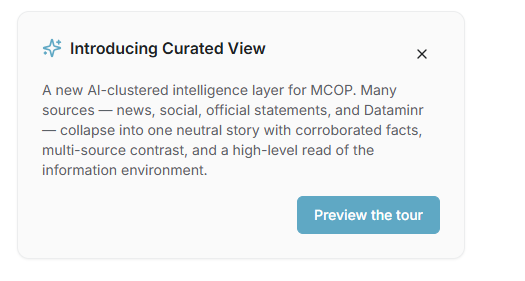 Introducing Curated View
A new AI-clustered intelligence layer for MCOP. Many
sources — news, social, official statements, and Dataminr
— collapse into one neutral story with corroborated facts,
multi-source contrast, and a high-level read of the
information environment.
Preview the tour